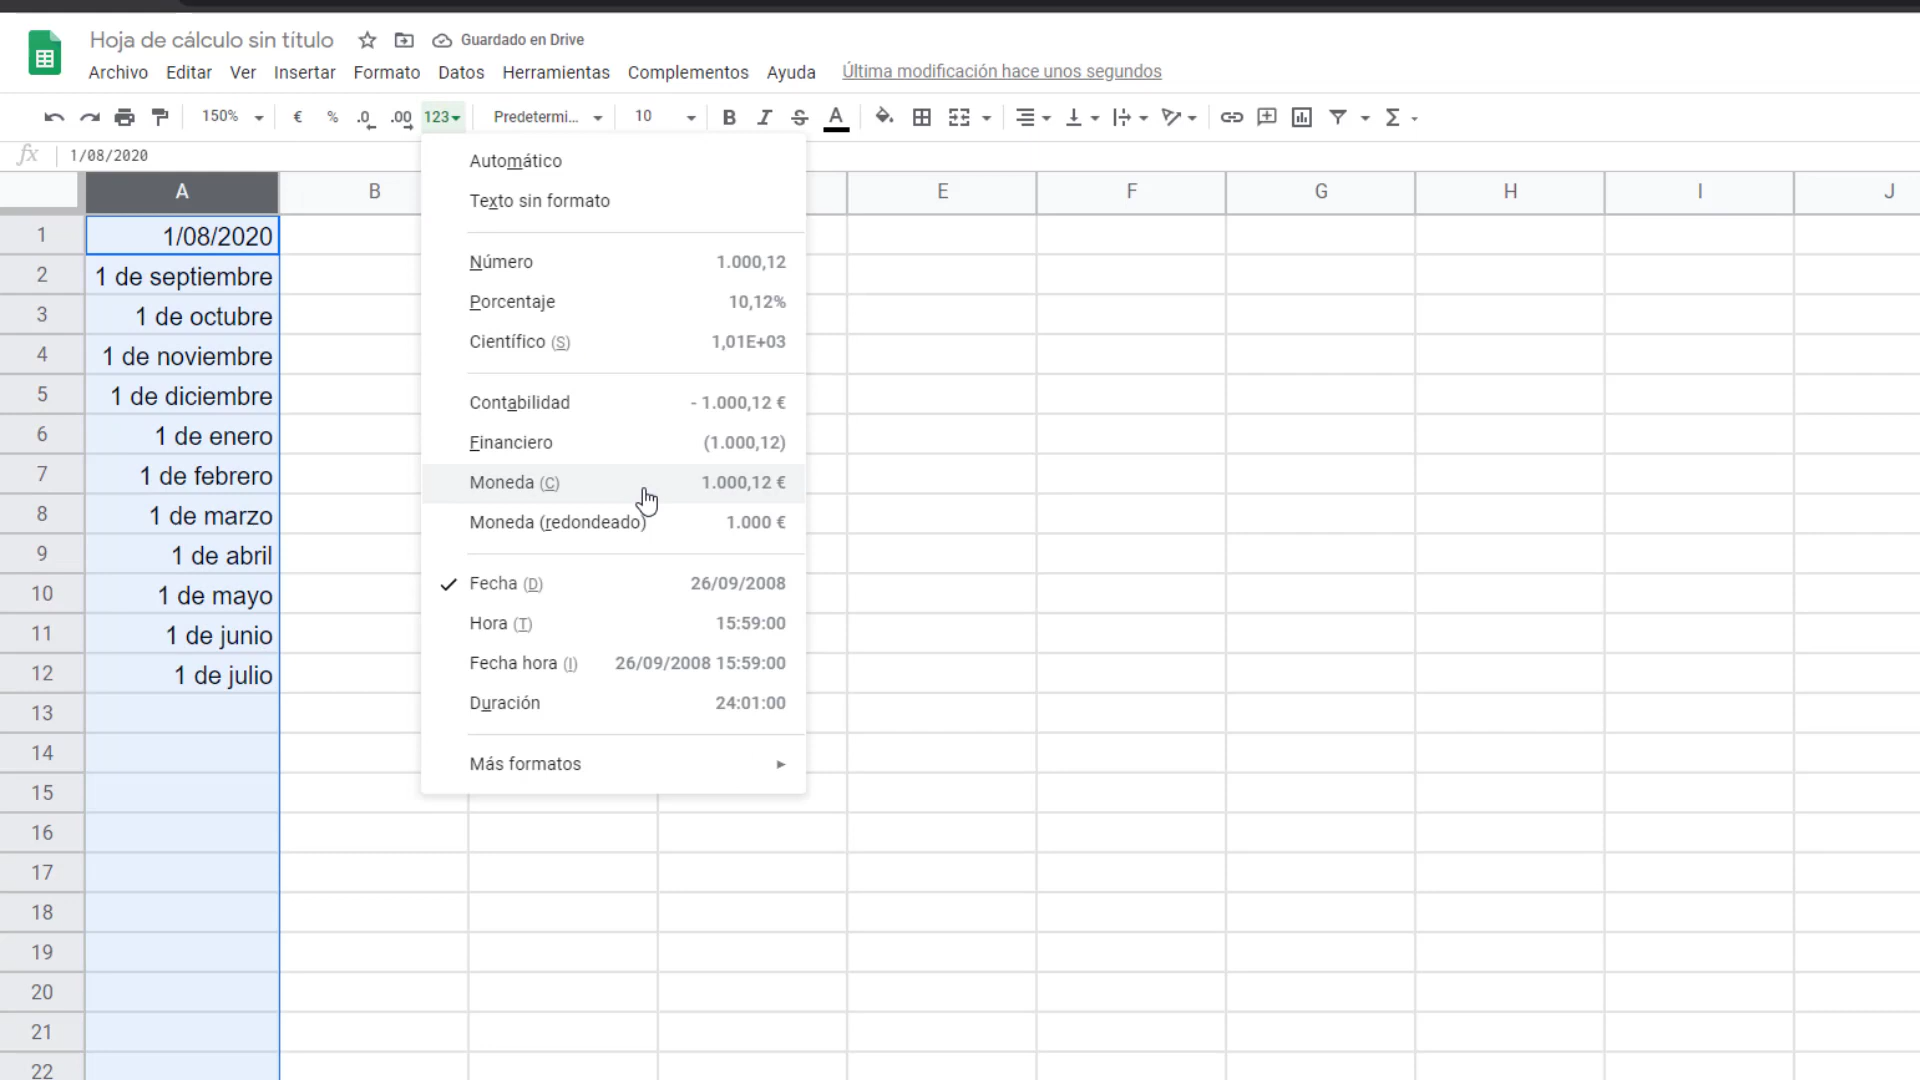 Hoja de cálculo sin título Guardado en Drive
Archivo Editar Ver Insertar Formato Datos Herramientas Complementos Ayuda Última modificación hace unos segundos
150% € % .0 .00 123 Predetermi... 10 B I S A Σ
fx 1/08/2020
A B E F G H I J
Automático
Texto sin formato
Número 1.000,12
Porcentaje 10,12%
Científico (S) 1,01E+03
Contabilidad - 1.000,12 €
Financiero (1.000,12)
Moneda (C) 1.000,12 €
Moneda (redondeado) 1.000 €
Fecha (D) 26/09/2008
Hora (T) 15:59:00
Fecha hora (I) 26/09/2008 15:59:00
Duración 24:01:00
Más formatos
1 1/08/2020
2 1 de septiembre
3 1 de octubre
4 1 de noviembre
5 1 de diciembre
6 1 de enero
7 1 de febrero
8 1 de marzo
9 1 de abril
10 1 de mayo
11 1 de junio
12 1 de julio
13
14
15
16
17
18
19
20
21
22